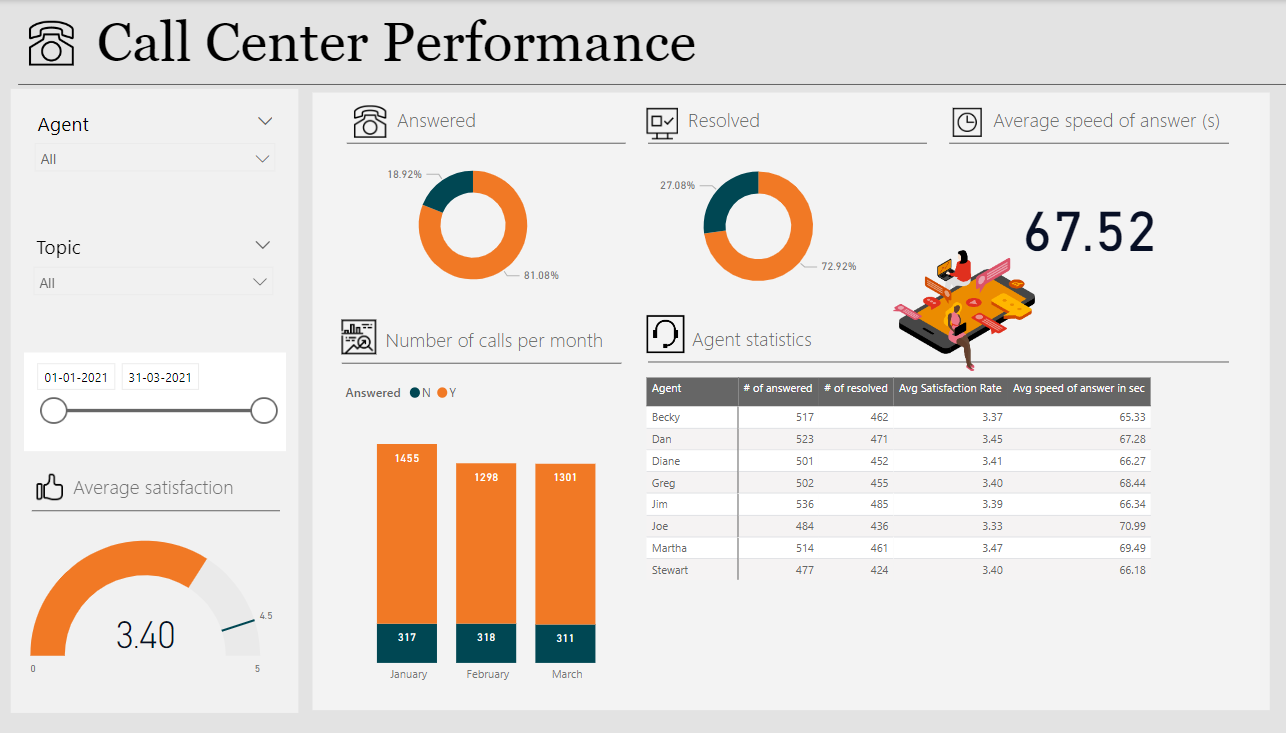 Call Center Performance
Agent
All
Topic
All
01-01-2021 31-03-2021
Average satisfaction
3.40
4.5
0 5
Answered
18.92%
81.08%
Resolved
27.08%
72.92%
Average speed of answer (s)
67.52
Number of calls per month
Answered N Y
1455 1298 1301
317 318 311
January February March
Agent statistics
Agent # of answered # of resolved Avg Satisfaction Rate Avg speed of answer in sec
Becky 517 462 3.37 65.33
Dan 523 471 3.45 67.28
Diane 501 452 3.41 66.27
Greg 502 455 3.40 68.44
Jim 536 485 3.39 66.34
Joe 484 436 3.33 70.99
Martha 514 461 3.47 69.49
Stewart 477 424 3.40 66.18